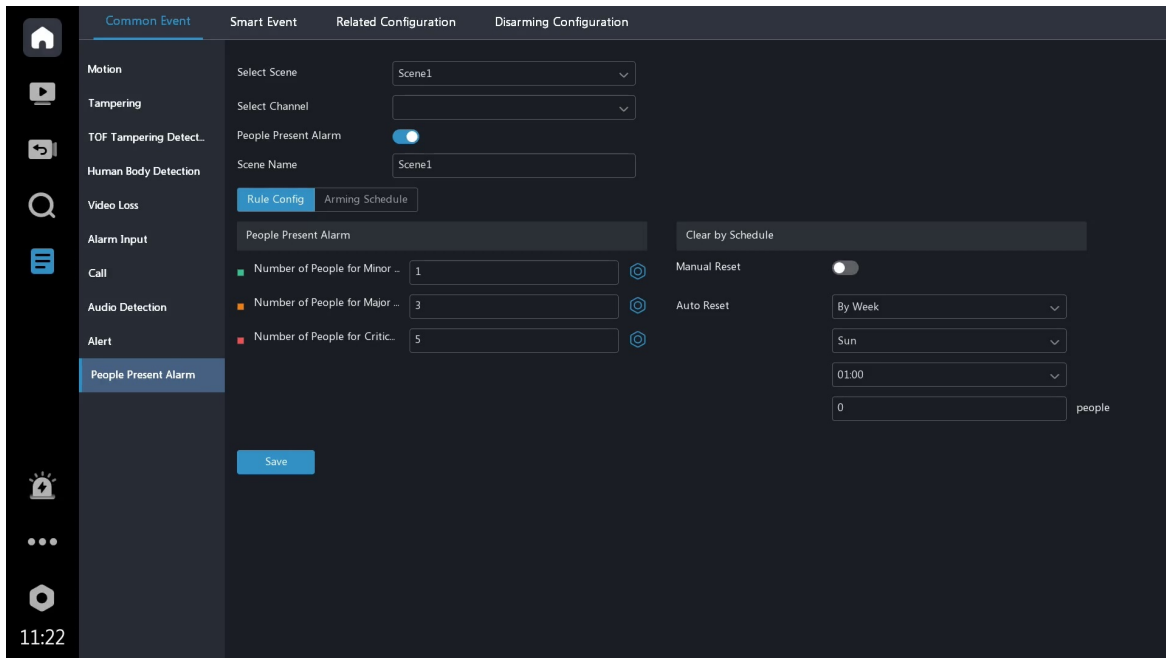 Common Event Smart Event Related Configuration Disarming Configuration
Motion
Tampering
TOF Tampering Detect...
Human Body Detection
Video Loss
Alarm Input
Call
Audio Detection
Alert
People Present Alarm
Select Scene Scene1
Select Channel
People Present Alarm
Scene Name Scene1
Rule Config Arming Schedule
People Present Alarm
Number of People for Minor ... 1
Number of People for Major ... 3
Number of People for Critic... 5
Clear by Schedule
Manual Reset
Auto Reset By Week
Sun
01:00
0 people
Save
11:22